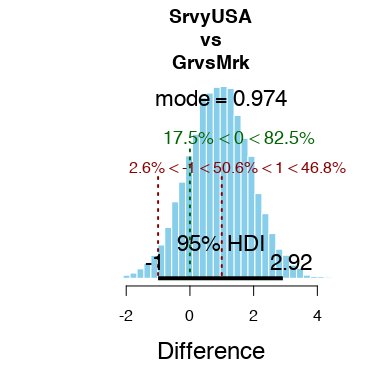 SrvyUSA
vs
GrvsMrk
mode = 0.974
17.5% < 0 < 82.5%
2.6% < -1 < 50.6% < 1 < 46.8%
95% HDI
-1 2.92
-2 0 2 4
Difference